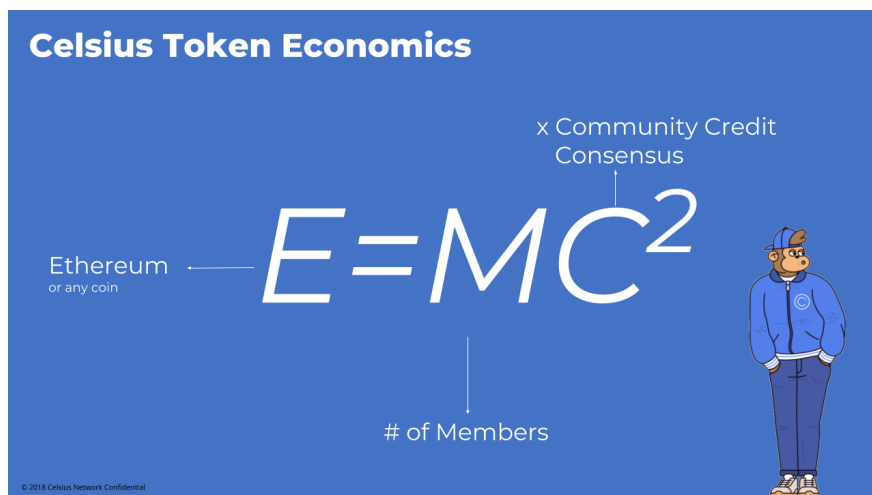 Celsius Token Economics
x Community Credit
Consensus
E=MC²
Ethereum
or any coin
©
# of Members
© 2018 Celsius Network Confidential